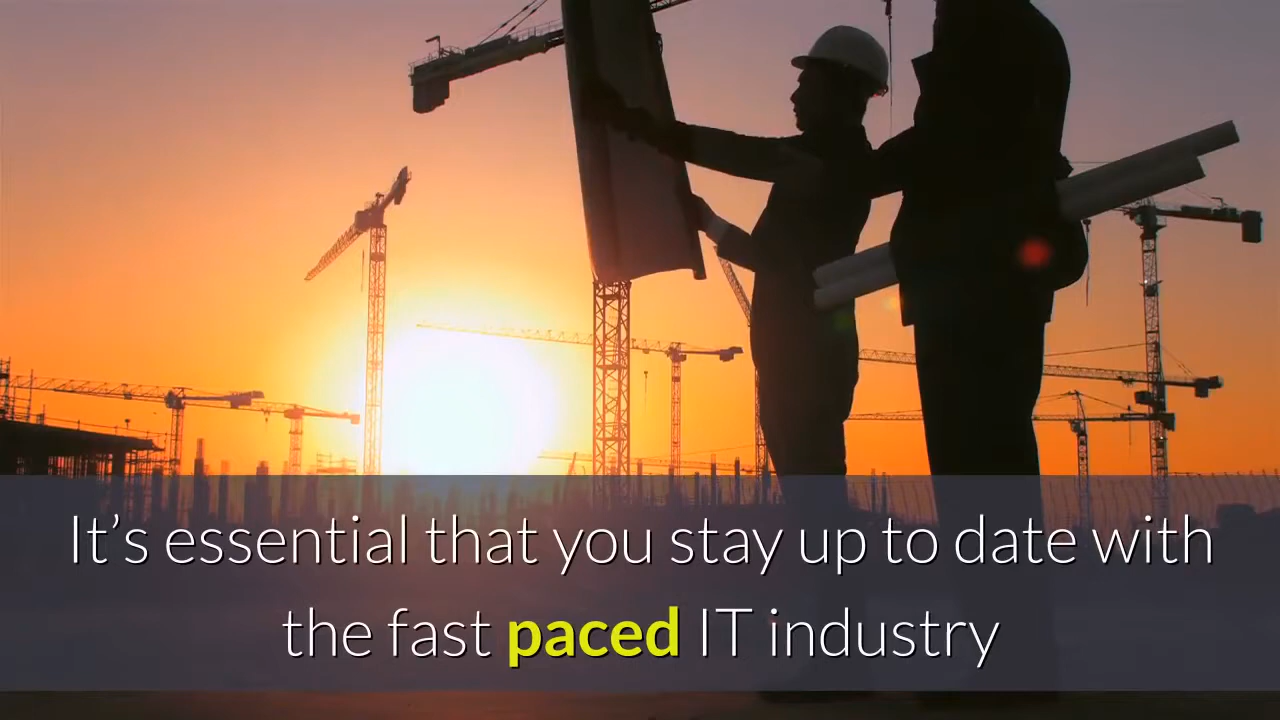 It’s essential that you stay up to date with
the fast paced IT industry